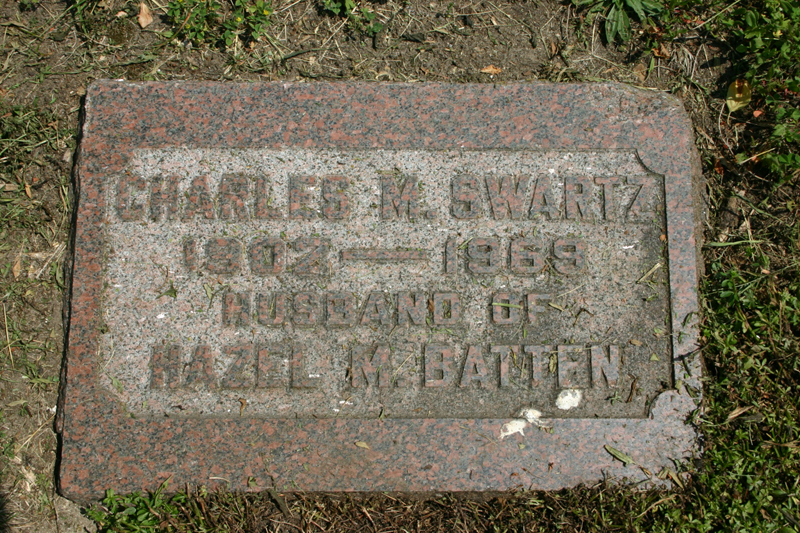 CHARLES M. SWARTZ
1902 — 1969
HUSBAND OF
HAZEL M. BATTEN